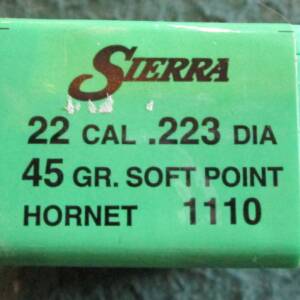 SIERRA
22 CAL .223 DIA
45 GR. SOFT POINT
HORNET 1110